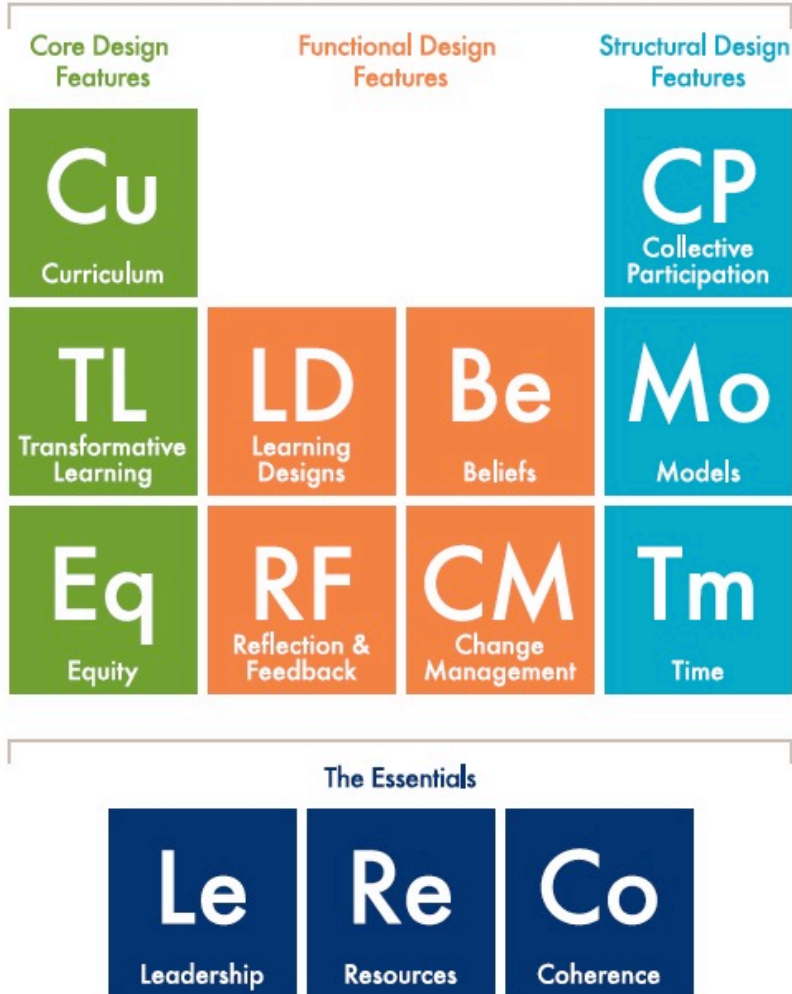 Core Design
Features
Functional Design
Features
Structural Design
Features
Cu
Curriculum
CP
Collective
Participation
TL
Transformative
Learning
LD
Learning
Designs
Be
Beliefs
Mo
Models
Eq
Equity
RF
Reflection &
Feedback
CM
Change
Management
Tm
Time
The Essentials
Le
Leadership
Re
Resources
Co
Coherence